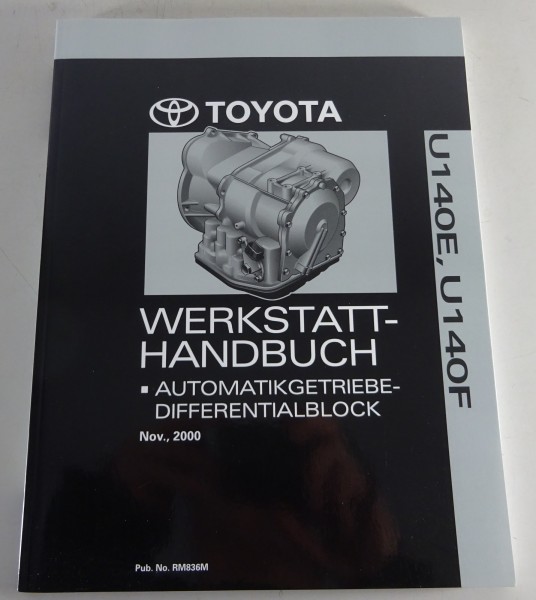 TOYOTA
U140E, U140F
WERKSTATT-
HANDBUCH
▪ AUTOMATIKGETRIEBE-
DIFFERENTIALBLOCK
Nov., 2000
Pub. No. RM836M